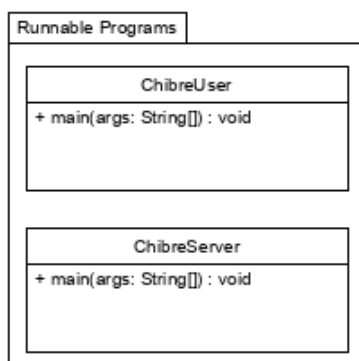 Runnable Programs
ChibreUser
+ main(args: String[]) : void
ChibreServer
+ main(args: String[]) : void